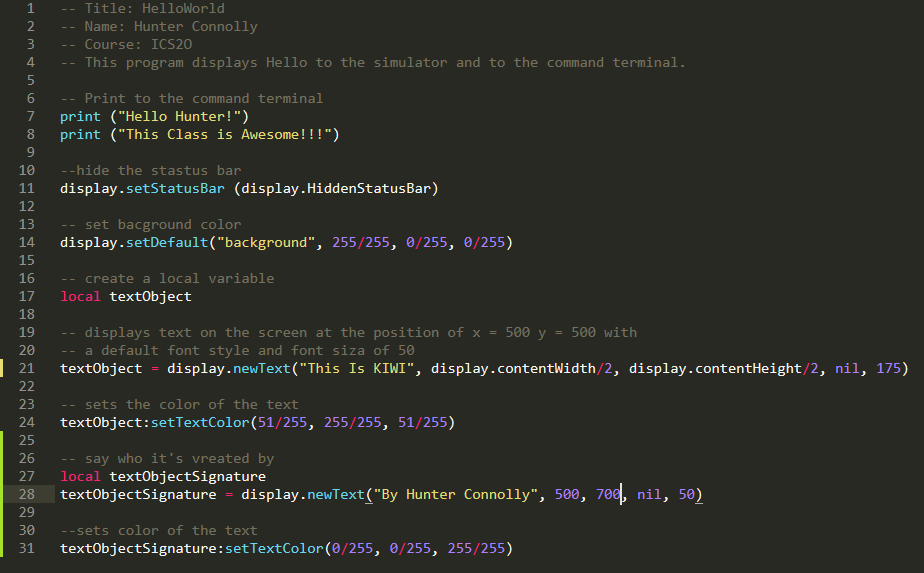 1 -- Title: HelloWorld
2 -- Name: Hunter Connolly
3 -- Course: ICS2O
4 -- This program displays Hello to the simulator and to the command terminal.
5
6 -- Print to the command terminal
7 print ("Hello Hunter!")
8 print ("This Class is Awesome!!!")
9
10 --hide the stastus bar
11 display.setStatusBar (display.HiddenStatusBar)
12
13 -- set bacground color
14 display.setDefault("background", 255/255, 0/255, 0/255)
15
16 -- create a local variable
17 local textObject
18
19 -- displays text on the screen at the position of x = 500 y = 500 with
20 -- a default font style and font siza of 50
21 textObject = display.newText("This Is KIWI", display.contentWidth/2, display.contentHeight/2, nil, 175)
22
23 -- sets the color of the text
24 textObject:setTextColor(51/255, 255/255, 51/255)
25
26 -- say who it's vreated by
27 local textObjectSignature
28 textObjectSignature = display.newText("By Hunter Connolly", 500, 700, nil, 50)
29
30 --sets color of the text
31 textObjectSignature:setTextColor(0/255, 0/255, 255/255)